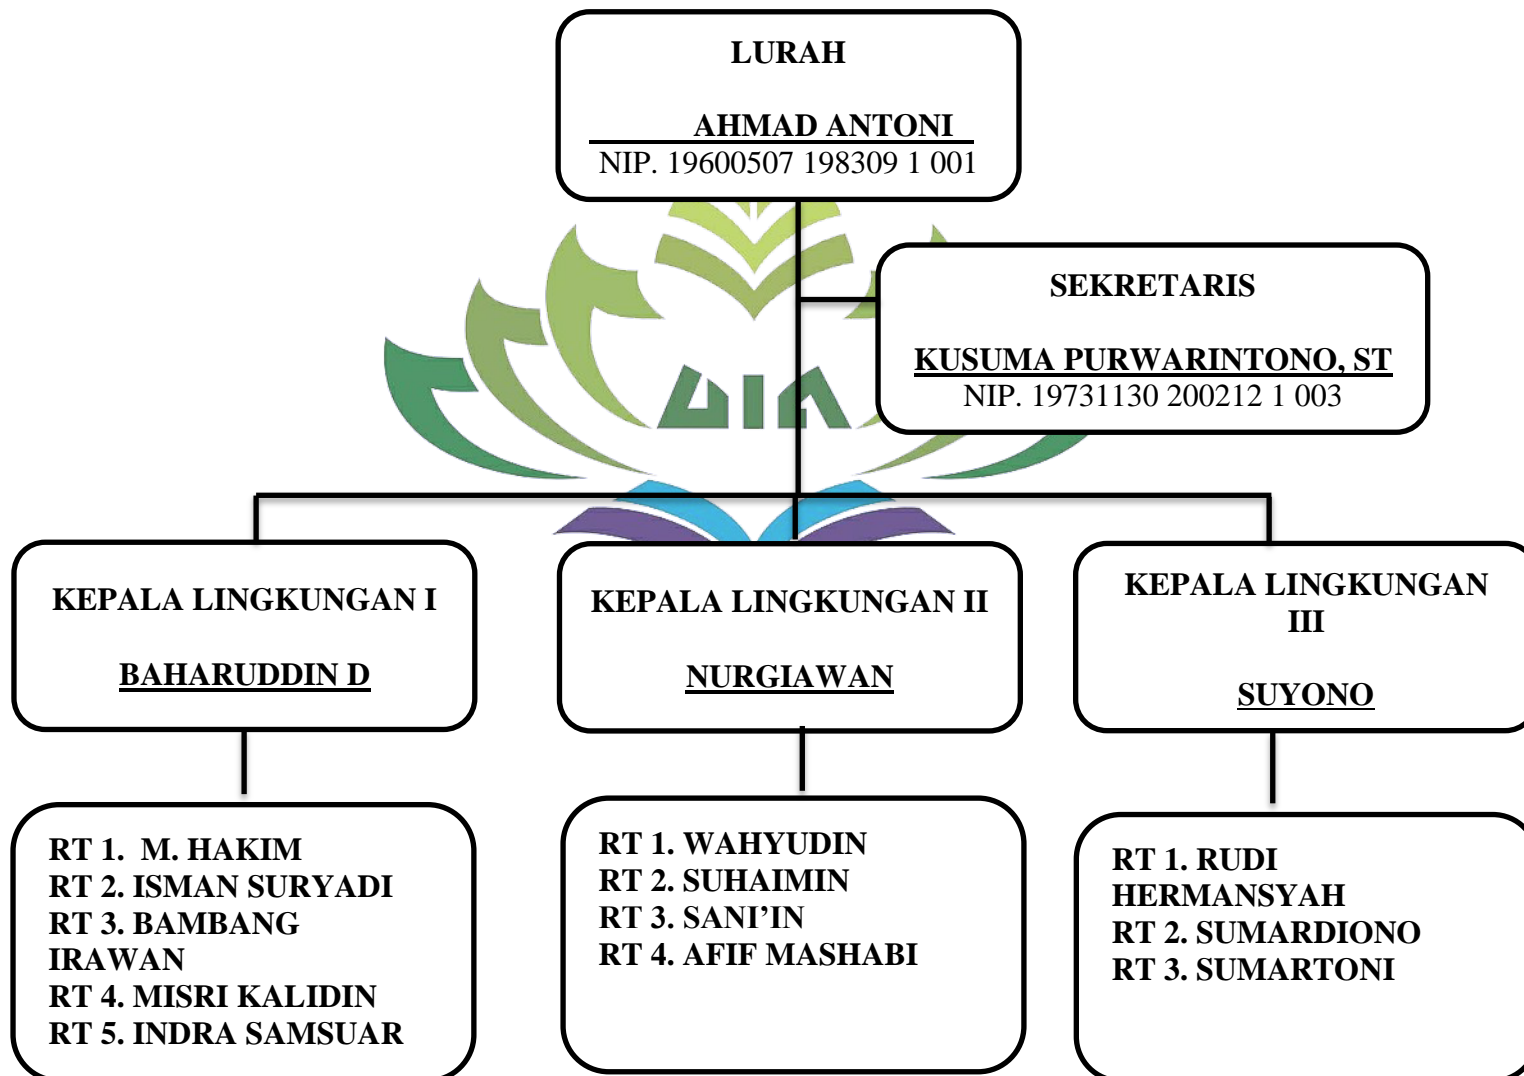 LURAH
AHMAD ANTONI
NIP. 19600507 198309 1 001
SEKRETARIS
KUSUMA PURWARINTONO, ST
NIP. 19731130 200212 1 003
KEPALA LINGKUNGAN I
BAHARUDDIN D
KEPALA LINGKUNGAN II
NURGIAWAN
KEPALA LINGKUNGAN
III
SUYONO
RT 1.  M. HAKIM
RT 2. ISMAN SURYADI
RT 3. BAMBANG
IRAWAN
RT 4. MISRI KALIDIN
RT 5. INDRA SAMSUAR
RT 1. WAHYUDIN
RT 2. SUHAIMIN
RT 3. SANI’IN
RT 4. AFIF MASHABI
RT 1. RUDI
HERMANSYAH
RT 2. SUMARDIONO
RT 3. SUMARTONI